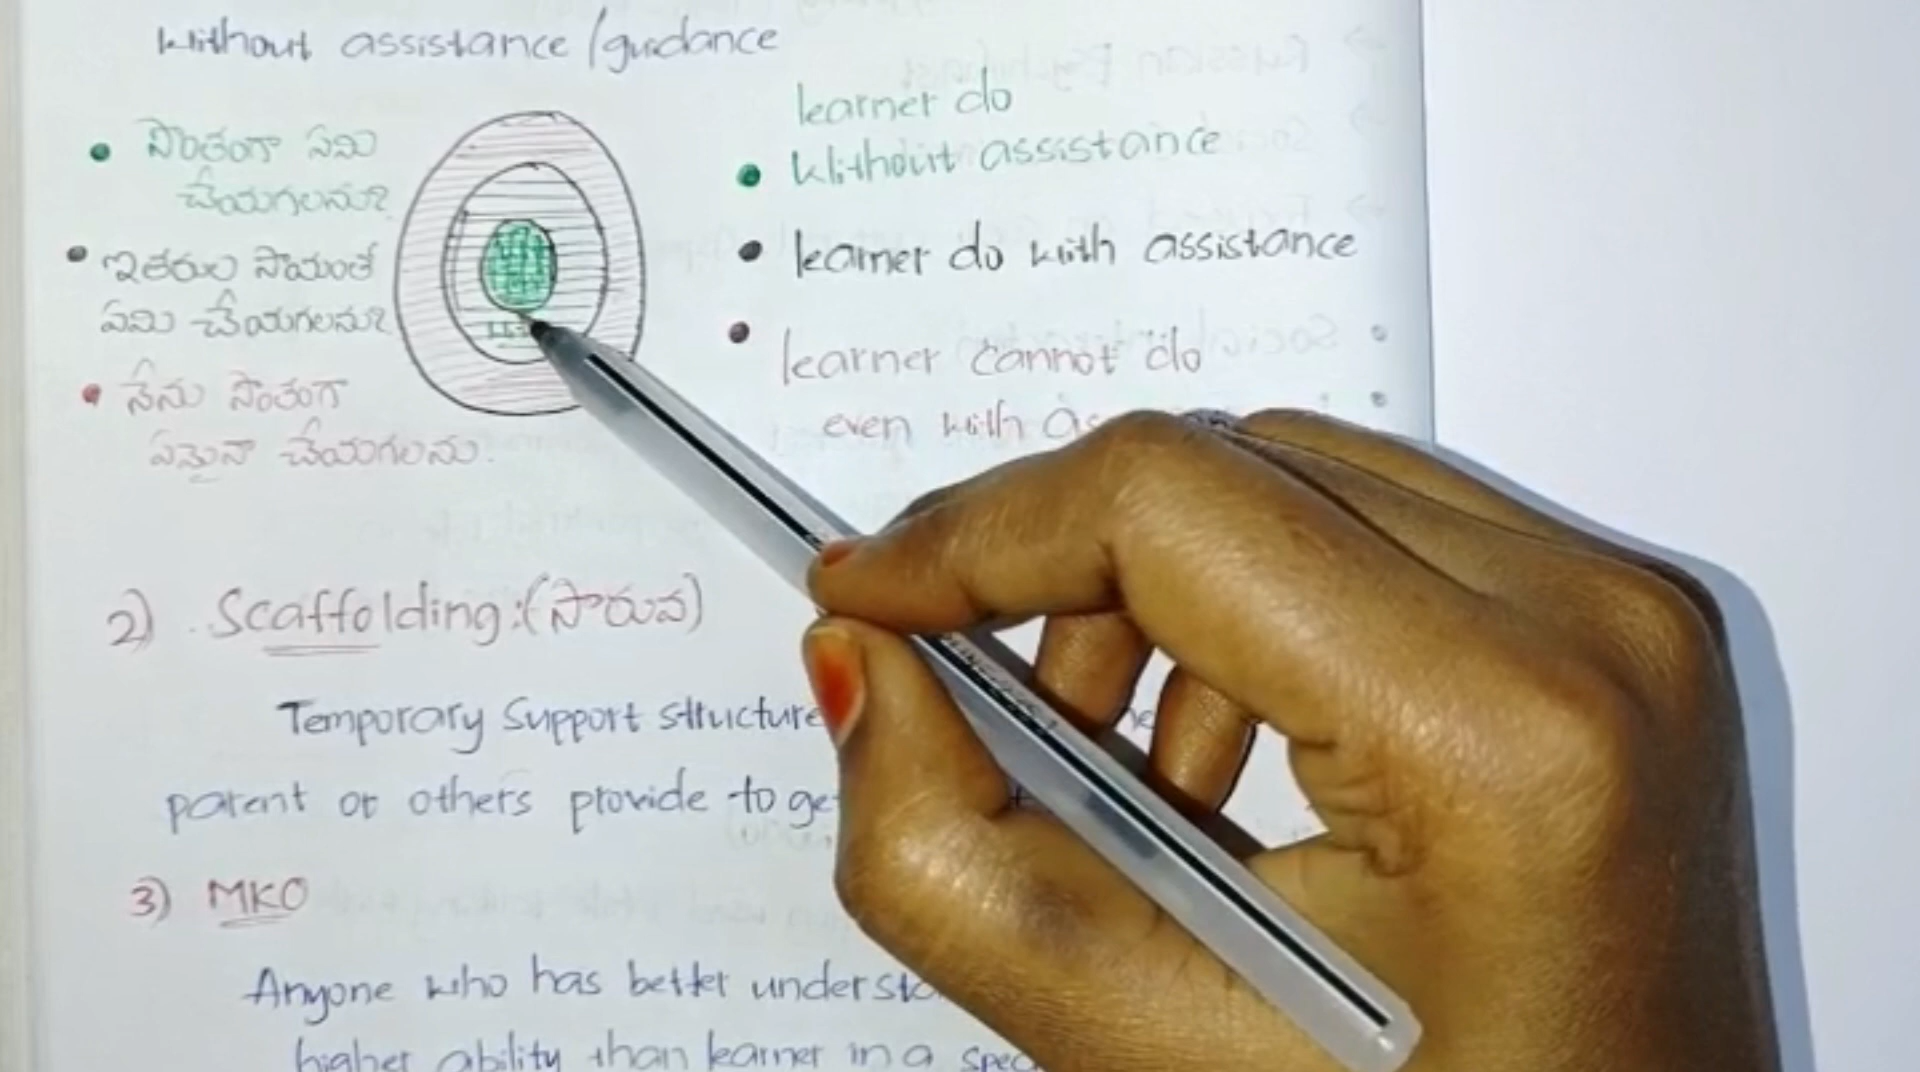 without assistance/guidance
• సొంతంగా ఏమి
చేయగలను?
• ఇతరుల సాయంతో
ఏమి చేయగలను?
• నేను సొంతంగా
ఏమైనా చేయగలను.
learner do
• without assistance
• learner do with assistance
• learner cannot do
even with
2) Scaffolding:(సారువ)
Temporary Support structure
parent or others provide to
3) MKO
Anyone who has better
higher ability than learner in a